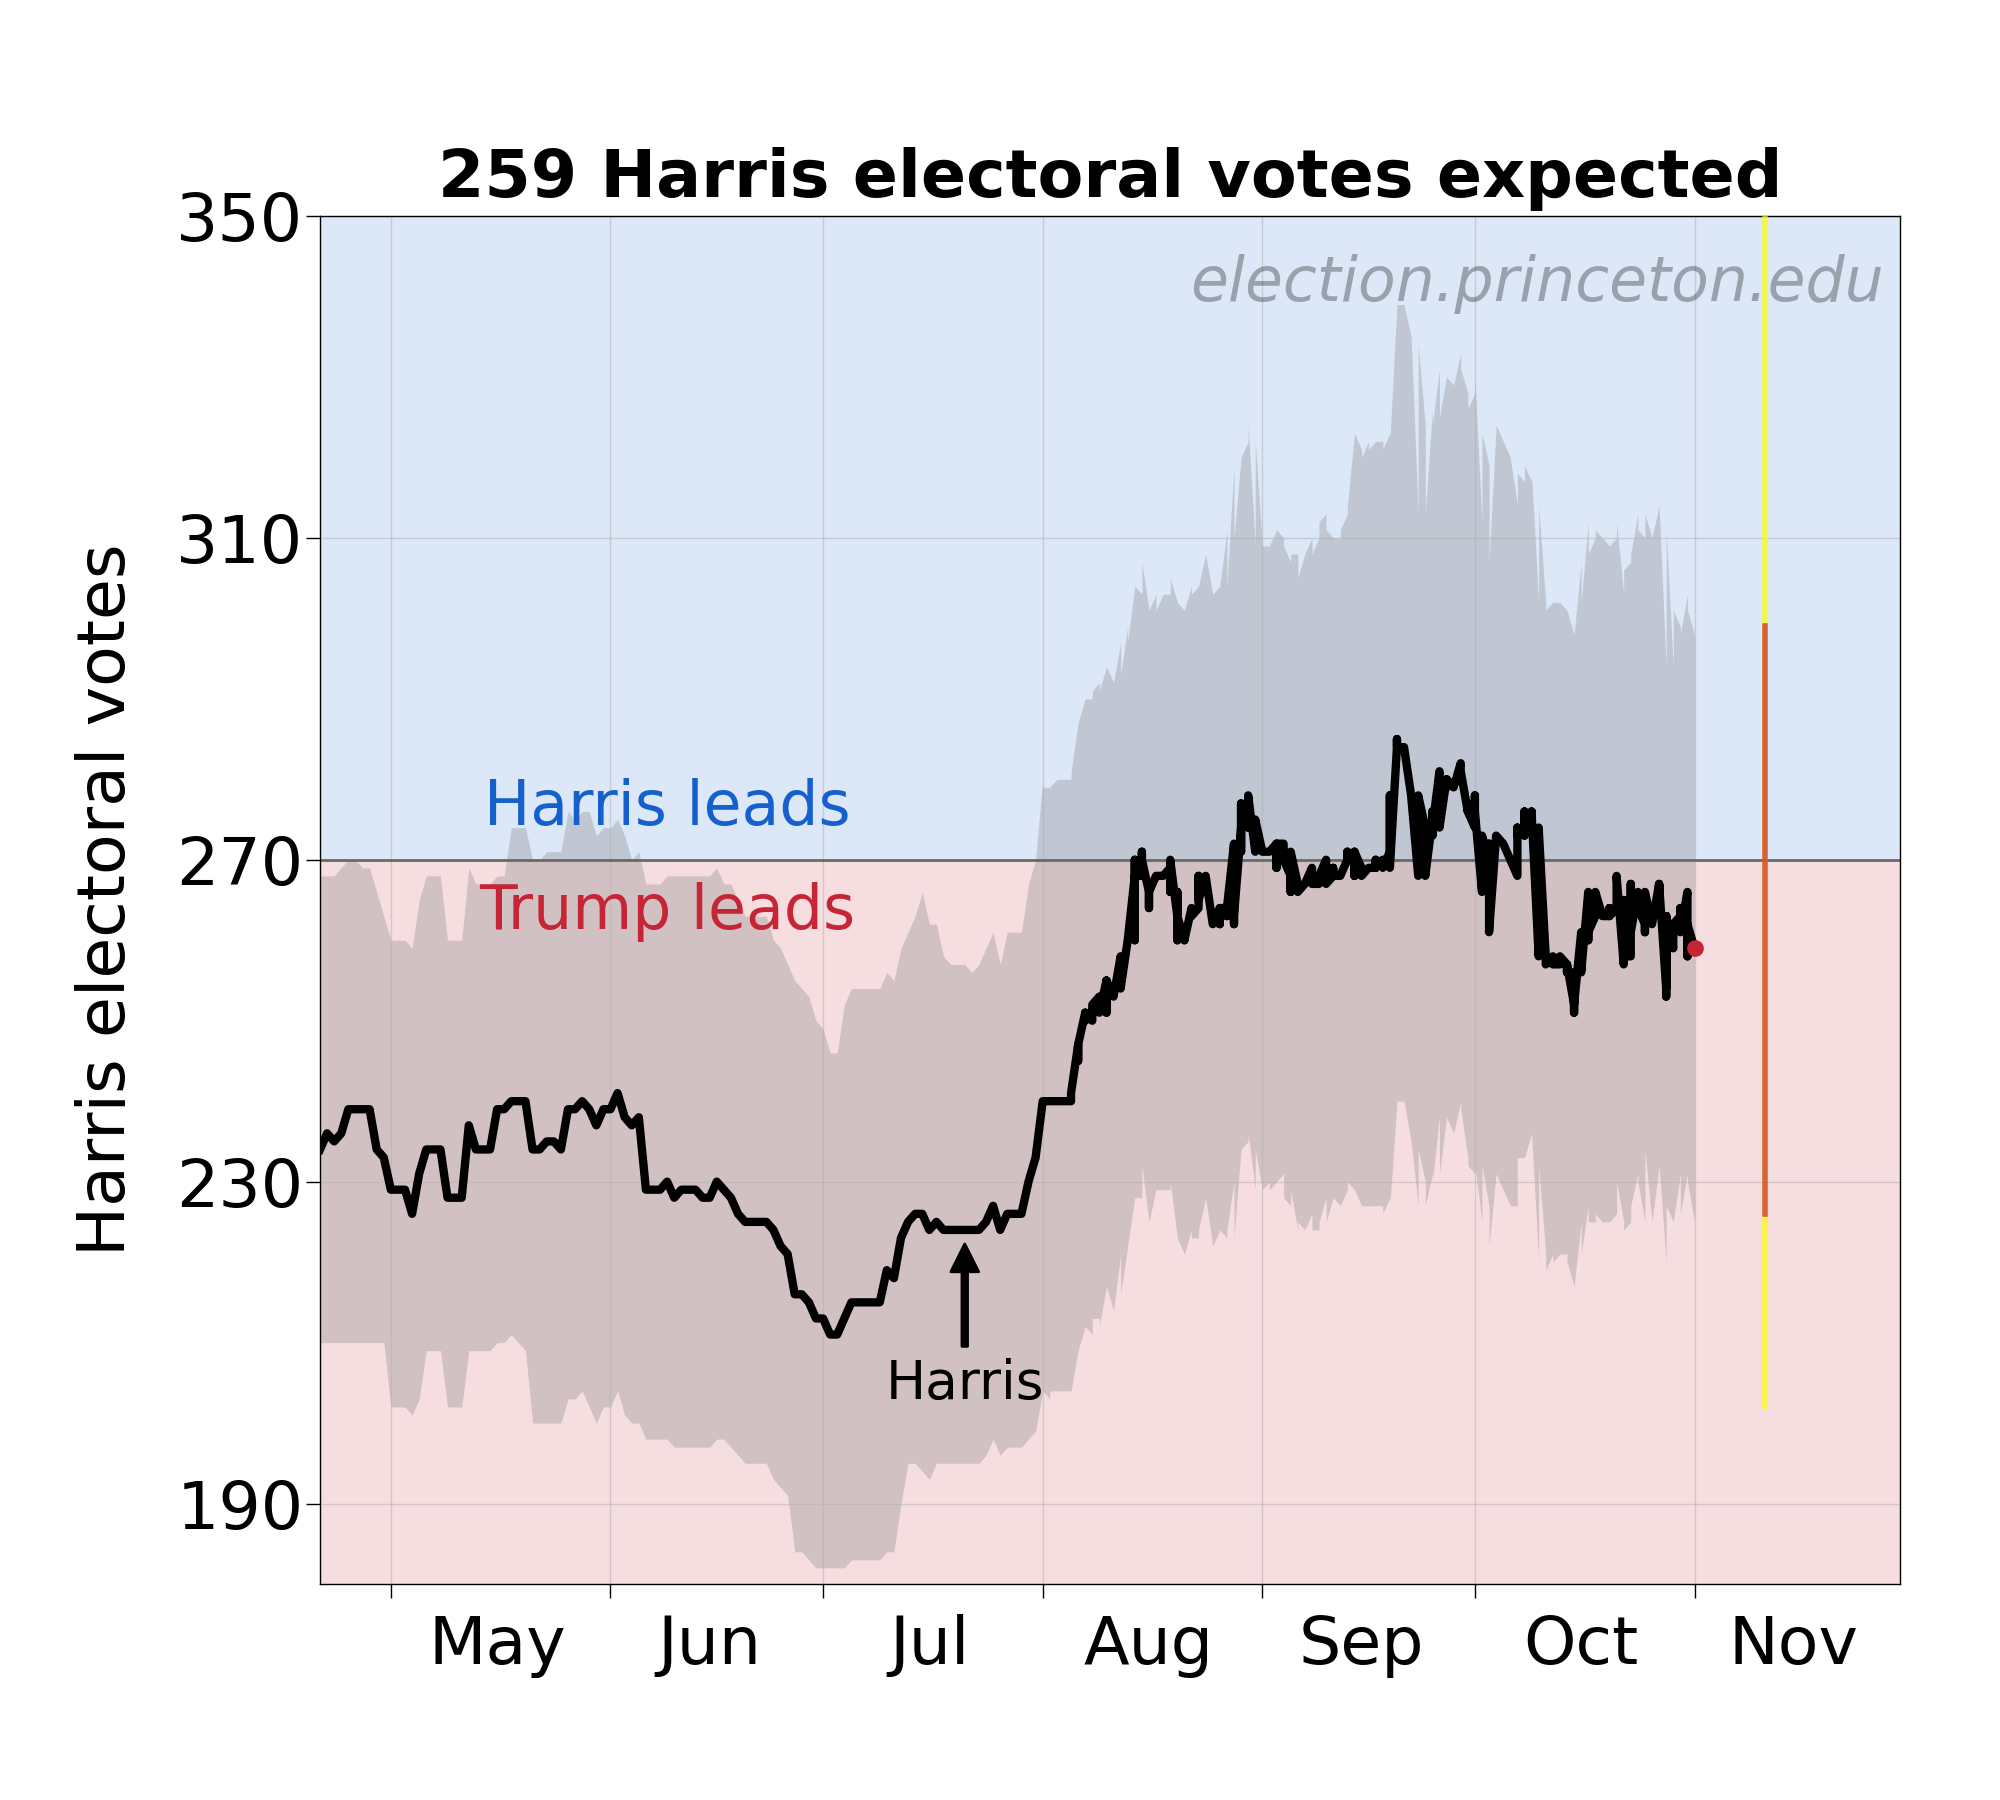 259 Harris electoral votes expected
350
election.princeton.edu
310
Harris leads
270
Trump leads
230
Harris
190
Harris electoral votes
May Jun Jul Aug Sep Oct Nov